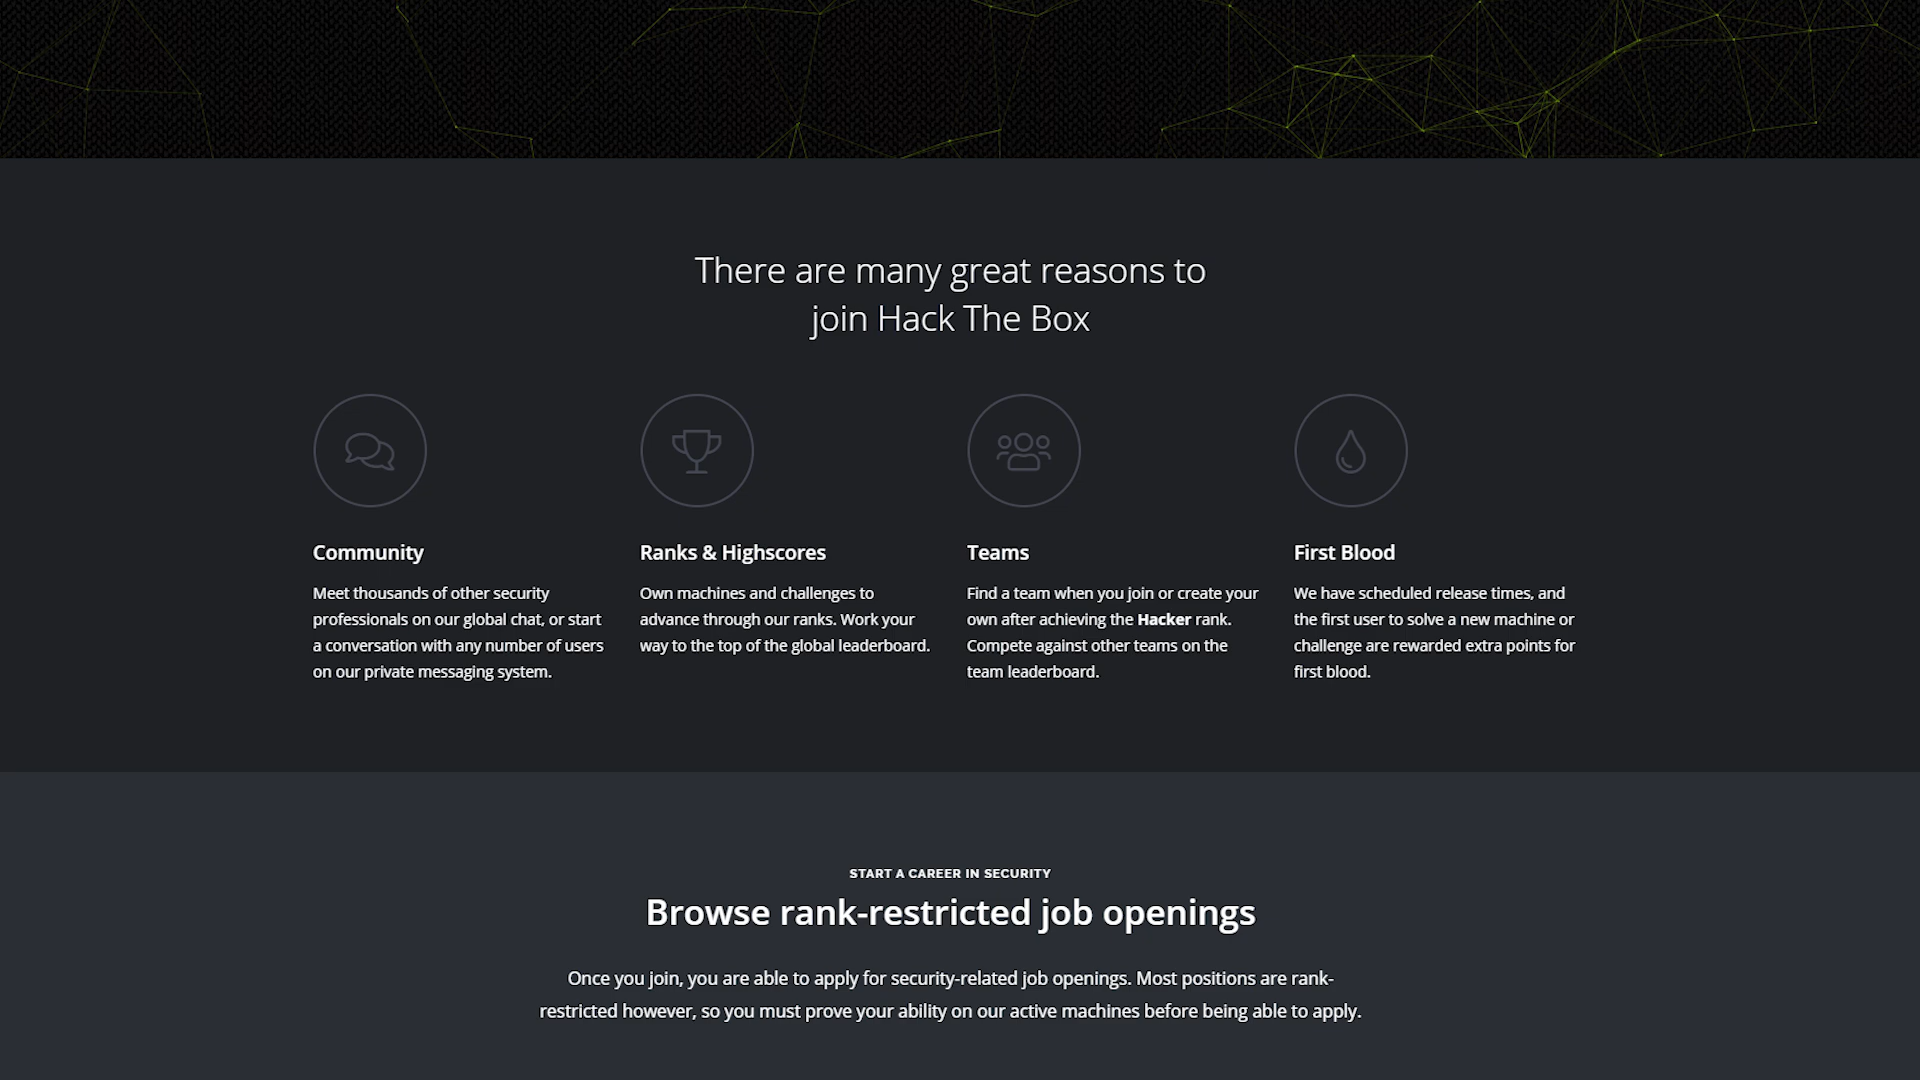 There are many great reasons to
join Hack The Box
Community
Meet thousands of other security
professionals on our global chat, or start
a conversation with any number of users
on our private messaging system.
Ranks & Highscores
Own machines and challenges to
advance through our ranks. Work your
way to the top of the global leaderboard.
Teams
Find a team when you join or create your
own after achieving the Hacker rank.
Compete against other teams on the
team leaderboard.
First Blood
We have scheduled release times, and
the first user to solve a new machine or
challenge are rewarded extra points for
first blood.
START A CAREER IN SECURITY
Browse rank-restricted job openings
Once you join, you are able to apply for security-related job openings. Most positions are rank-
restricted however, so you must prove your ability on our active machines before being able to apply.